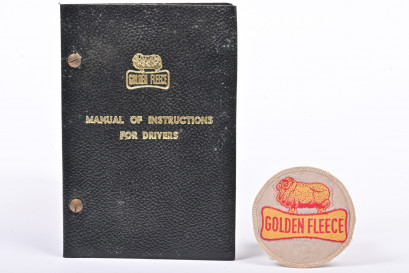 GOLDEN FLEECE
MANUAL OF INSTRUCTIONS
FOR DRIVERS
GOLDEN FLEECE